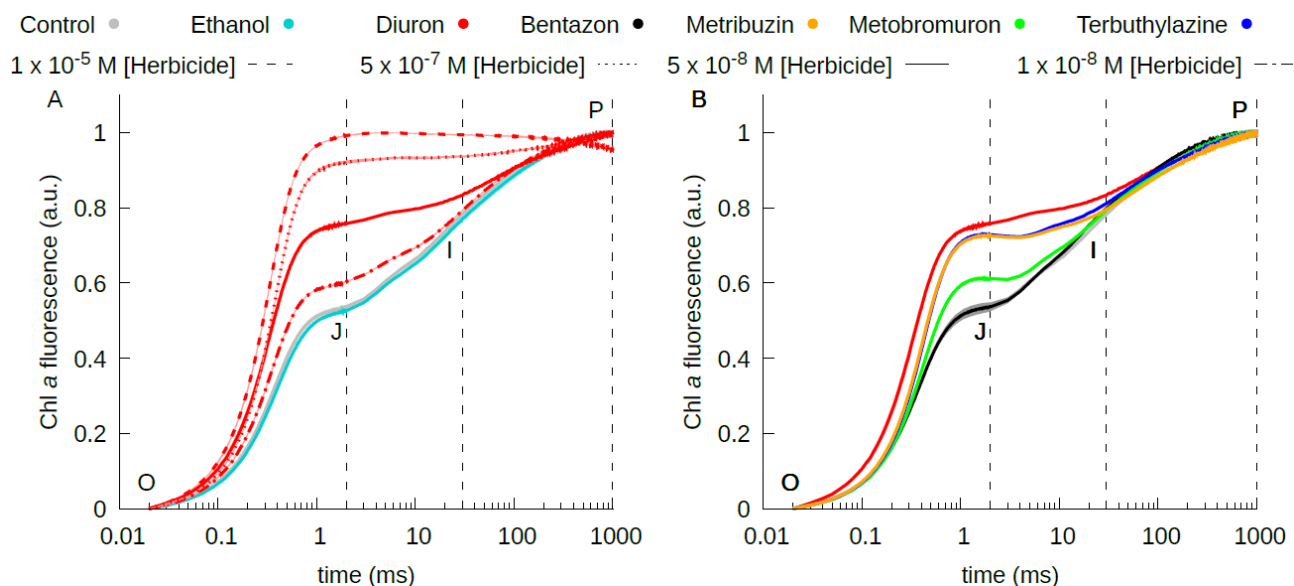 Control Ethanol Diuron Bentazon Metribuzin Metobromuron Terbuthylazine
1 x 10⁻⁵ M [Herbicide] 5 x 10⁻⁷ M [Herbicide] 5 x 10⁻⁸ M [Herbicide] 1 x 10⁻⁸ M [Herbicide]
A P B P
1 1
0.8 0.8
I I
0.6 0.6
J J
0.4 0.4
0.2 0.2
O O
0 0
Chl a fluorescence (a.u.) Chl a fluorescence (a.u.)
0.01 0.1 1 10 100 1000 0.01 0.1 1 10 100 1000
time (ms) time (ms)